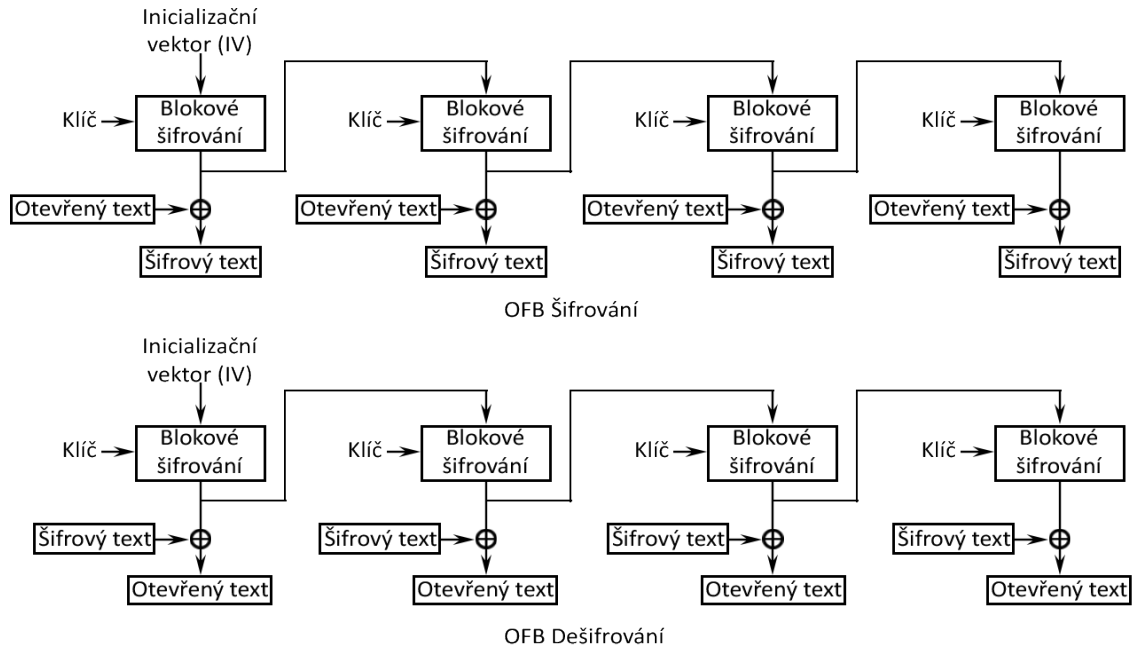 Inicializační
vektor (IV)
Klíč
Blokové
šifrování
Klíč
Blokové
šifrování
Klíč
Blokové
šifrování
Klíč
Blokové
šifrování
Otevřený text
Otevřený text
Otevřený text
Otevřený text
Šifrový text
Šifrový text
Šifrový text
Šifrový text
OFB Šifrování
Inicializační
vektor (IV)
Klíč
Blokové
šifrování
Klíč
Blokové
šifrování
Klíč
Blokové
šifrování
Klíč
Blokové
šifrování
Šifrový text
Šifrový text
Šifrový text
Šifrový text
Otevřený text
Otevřený text
Otevřený text
Otevřený text
OFB Dešifrování